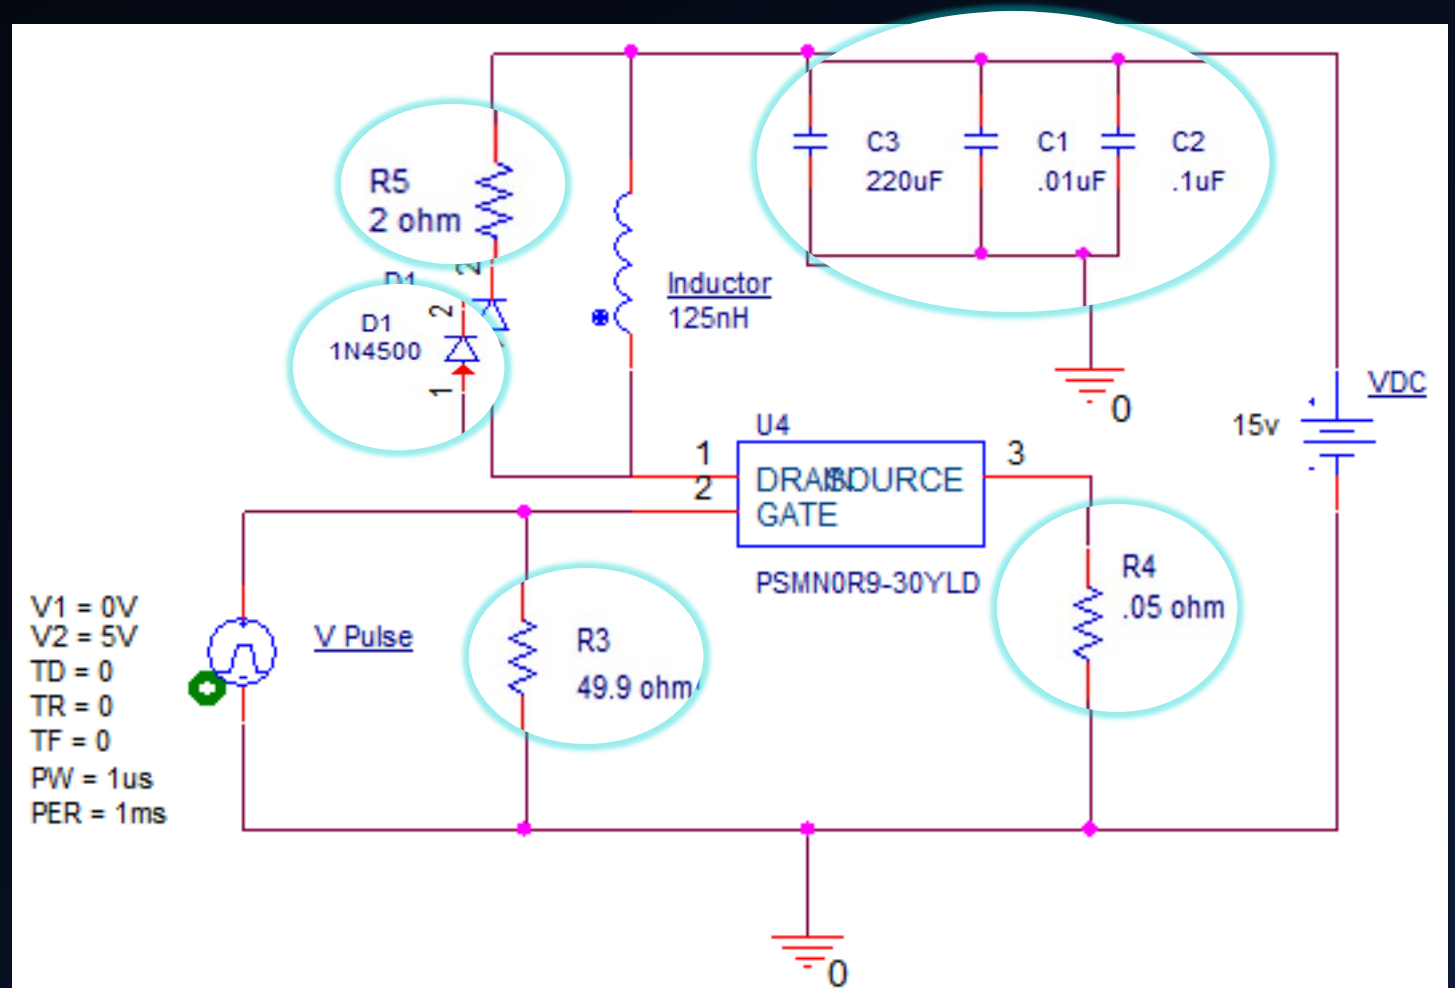 R5
2 ohm
2
D1
D1
1N4500
2
1
Inductor
125nH
C3
220uF
C1
.01uF
C2
.1uF
0
VDC
15v
U4
1
2
3
DRAIN
SOURCE
GATE
PSMN0R9-30YLD
R4
.05 ohm
R3
49.9 ohm
V Pulse
V1 = 0V
V2 = 5V
TD = 0
TR = 0
TF = 0
PW = 1us
PER = 1ms
0